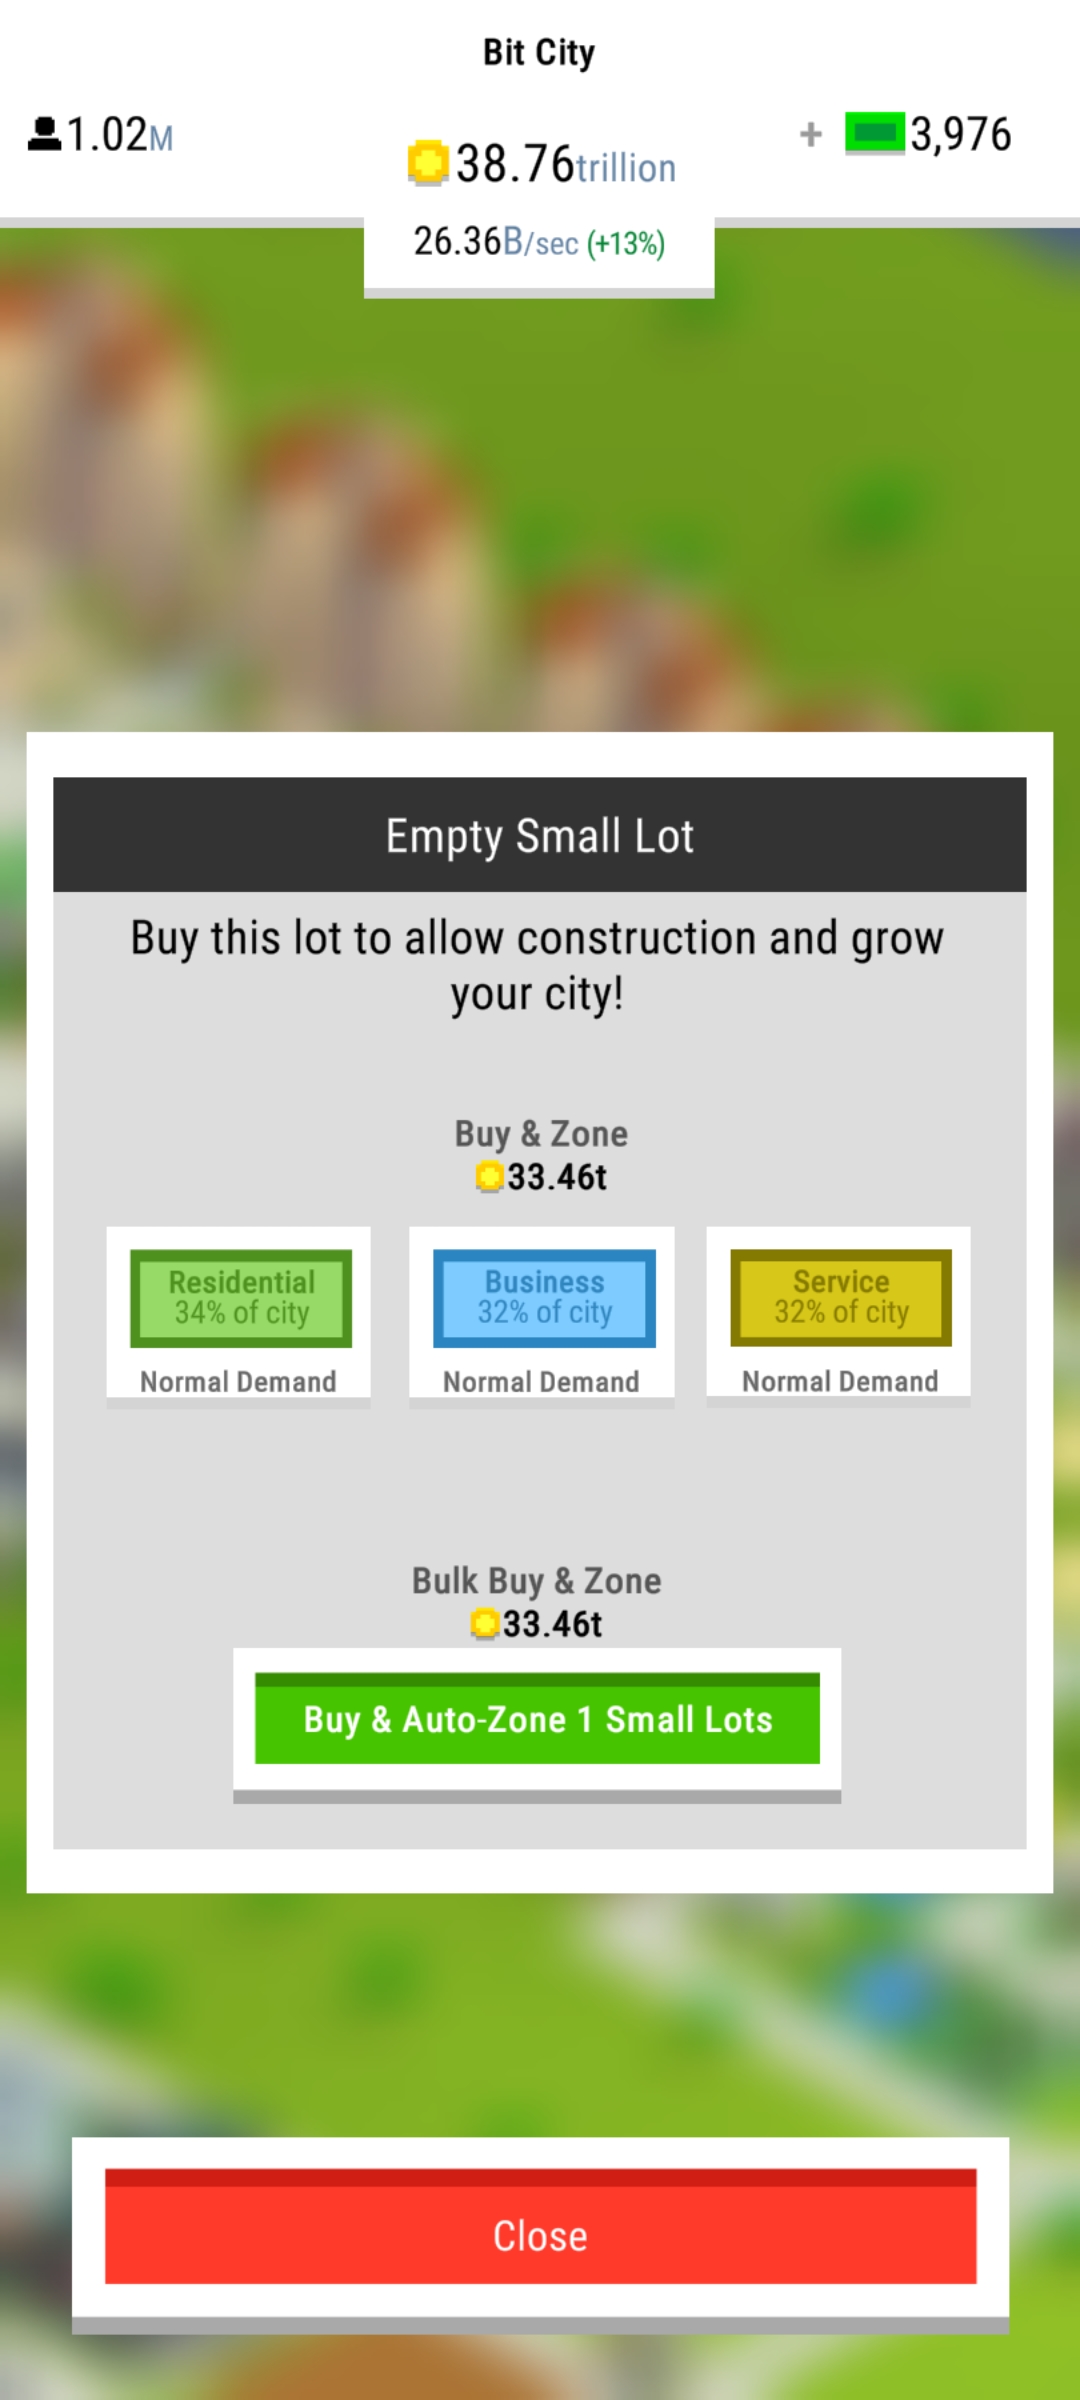 Bit City
1.02M
38.76trillion
+ 3,976
26.36B/sec (+13%)
Empty Small Lot
Buy this lot to allow construction and grow
your city!
Buy & Zone
33.46t
Residential
34% of city
Normal Demand
Business
32% of city
Normal Demand
Service
32% of city
Normal Demand
Bulk Buy & Zone
33.46t
Buy & Auto-Zone 1 Small Lots
Close